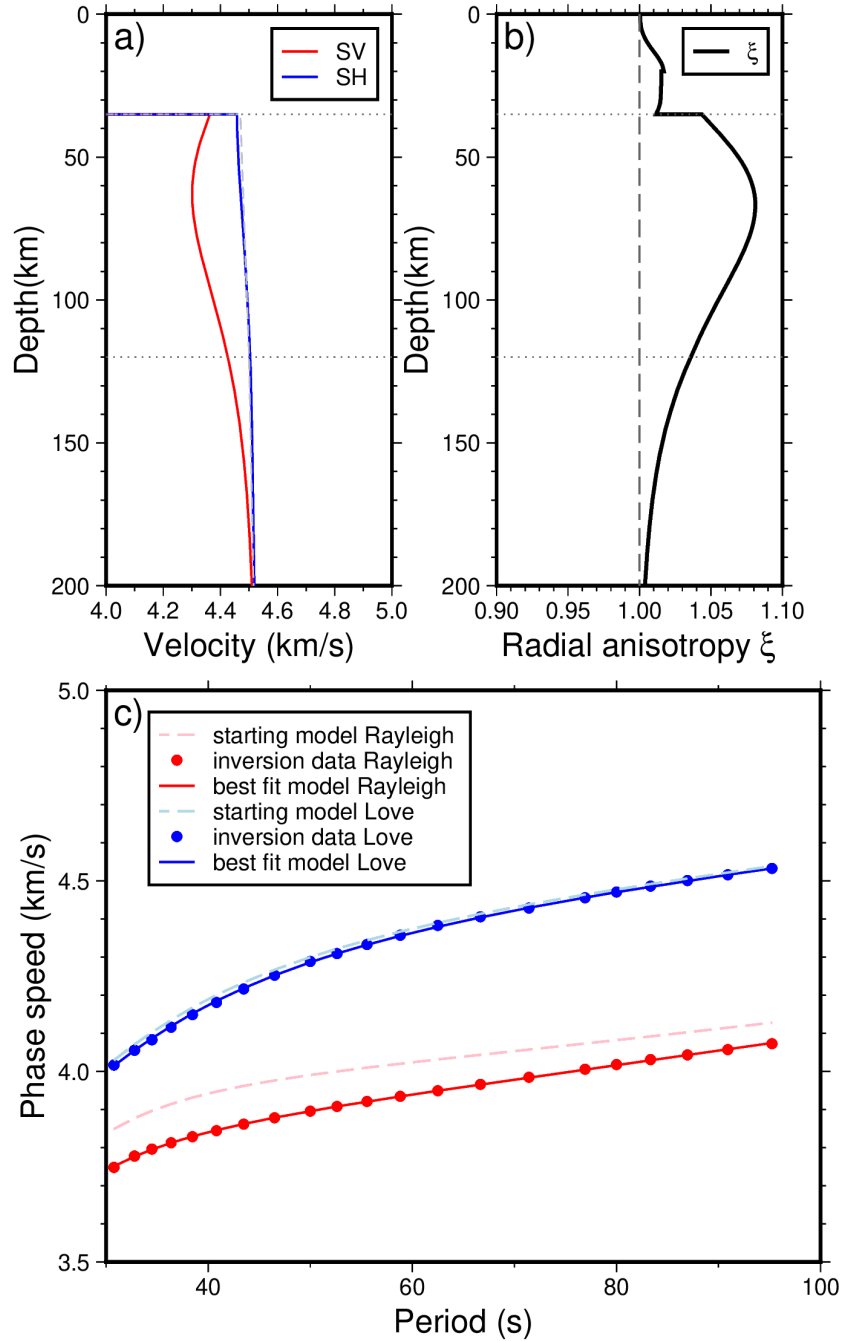 a)
SV
SH
0
50
100
150
200
Depth(km)
4.0 4.2 4.4 4.6 4.8 5.0
Velocity (km/s)
b)
ξ
0
50
100
150
200
Depth(km)
0.90 0.95 1.00 1.05 1.10
Radial anisotropy ξ
c)
starting model Rayleigh
inversion data Rayleigh
best fit model Rayleigh
starting model Love
inversion data Love
best fit model Love
5.0
4.5
4.0
3.5
Phase speed (km/s)
40 60 80 100
Period (s)